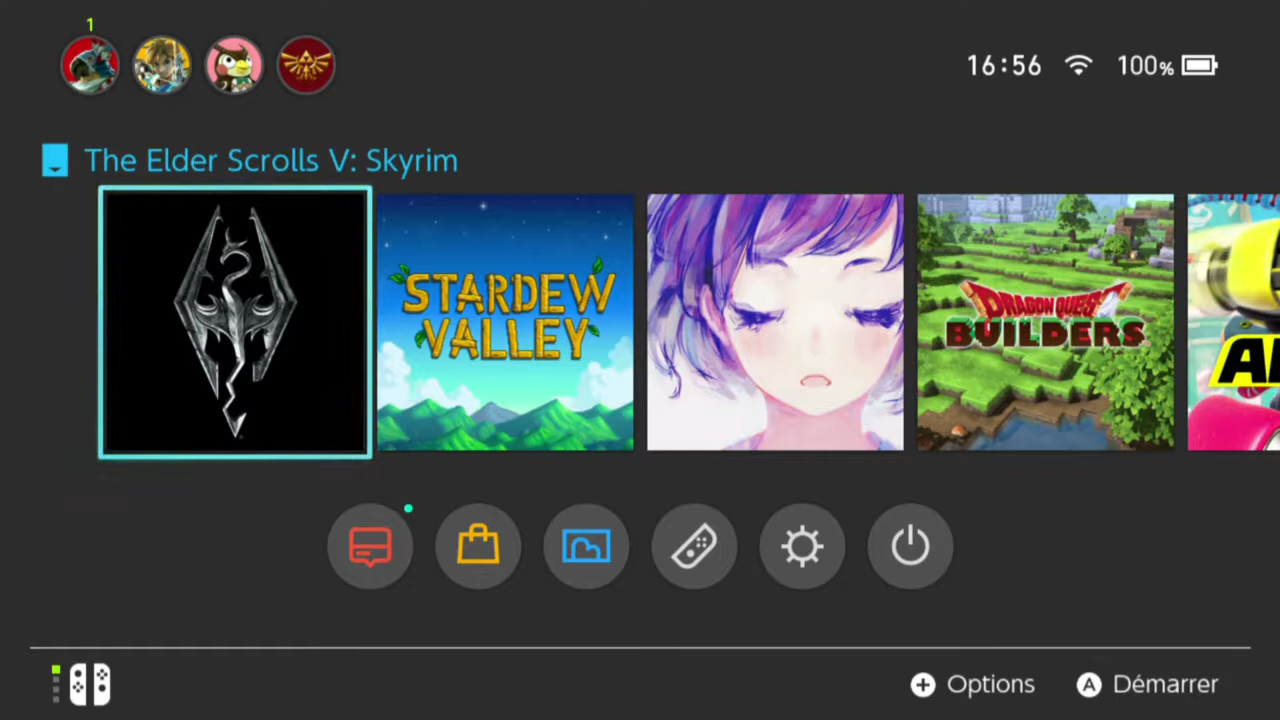 1
16:56 100%
The Elder Scrolls V: Skyrim
STARDEW
VALLEY
DRAGON QUEST
BUILDERS
Options Démarrer